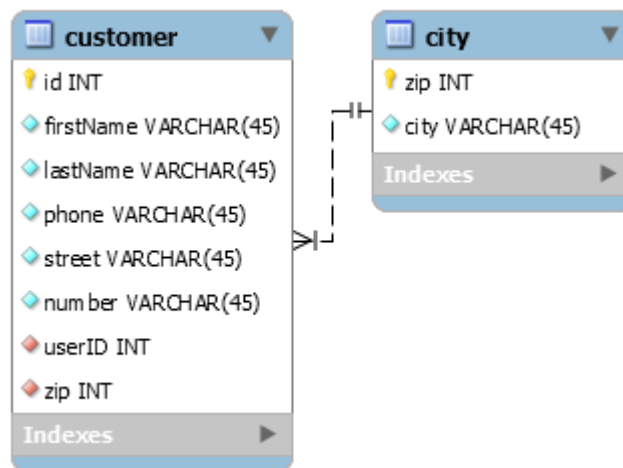 customer
id INT
firstName VARCHAR(45)
lastName VARCHAR(45)
phone VARCHAR(45)
street VARCHAR(45)
number VARCHAR(45)
userID INT
zip INT
Indexes
city
zip INT
city VARCHAR(45)
Indexes